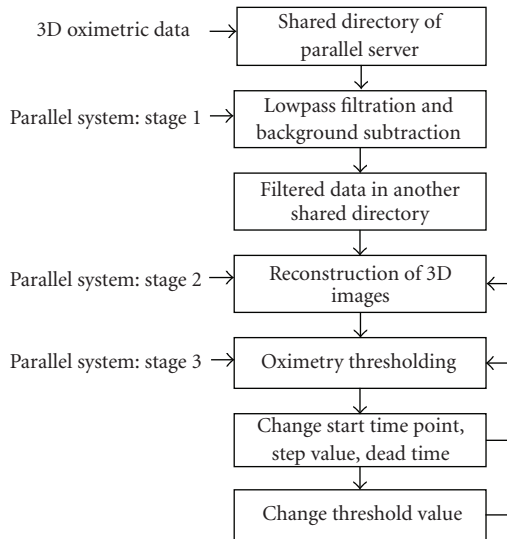 3D oximetric data
Shared directory of
parallel server
Parallel system: stage 1
Lowpass filtration and
background subtraction
Filtered data in another
shared directory
Parallel system: stage 2
Reconstruction of 3D
images
Parallel system: stage 3
Oximetry thresholding
Change start time point,
step value, dead time
Change threshold value